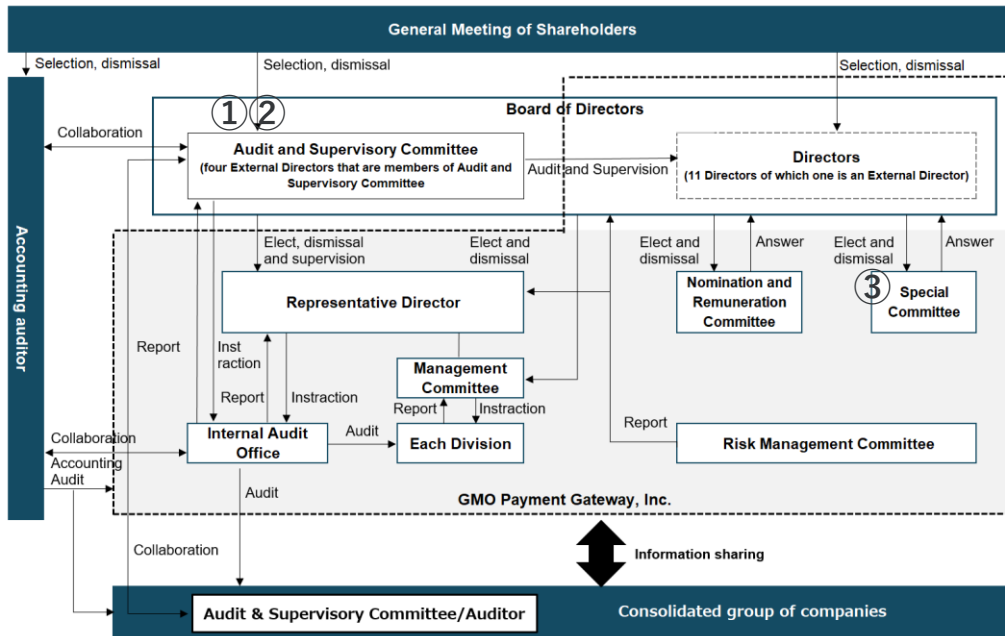 General Meeting of Shareholders
Selection, dismissal
Selection, dismissal
Selection, dismissal
① ②
Board of Directors
Collaboration
Audit and Supervisory Committee
(four External Directors that are members of Audit and
Supervisory Committee
Audit and Supervision
Directors
(11 Directors of which one is an External Director)
Accounting auditor
Elect, dismissal
and supervision
Elect and
dismissal
Elect and
dismissal
Answer
Elect and
dismissal
Answer
Representative Director
Nomination and
Remuneration
Committee
③
Special
Committee
Report
Inst
raction
Report
Instruction
Management
Committee
Report
Instruction
Internal Audit
Office
Audit
Each Division
Report
Risk Management Committee
Collaboration
Accounting
Audit
Audit
GMO Payment Gateway, Inc.
Collaboration
Information sharing
Audit & Supervisory Committee/Auditor
Consolidated group of companies